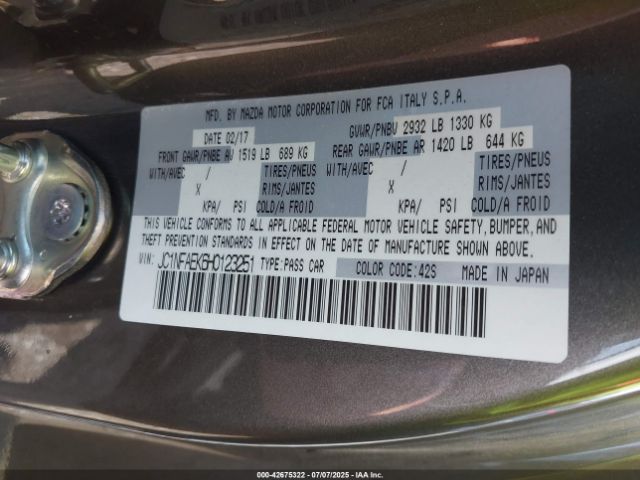 MFD. BY MAZDA MOTOR CORPORATION FOR FCA ITALY S.P.A.
DATE 02/17 GVWR/PNBV 2932 LB 1330 KG
FRONT GAWR/PNBE AV 1519 LB 689 KG REAR GAWR/PNBE AR 1420 LB 644 KG
WITH/AVEC / TIRES/PNEUS WITH/AVEC / TIRES/PNEUS
X RIMS/JANTES X RIMS/JANTES
KPA/ PSI COLD/A FROID KPA/ PSI COLD/A FROID
THIS VEHICLE CONFORMS TO ALL APPLICABLE FEDERAL MOTOR VEHICLE SAFETY, BUMPER, AND
THEFT PREVENTION STANDARDS IN EFFECT ON THE DATE OF MANUFACTURE SHOWN ABOVE.
VIN: JC1NFAEK6H0123251 TYPE:PASS CAR COLOR CODE:42S MADE IN JAPAN
000-42675322 - 07/07/2025 - IAA Inc.